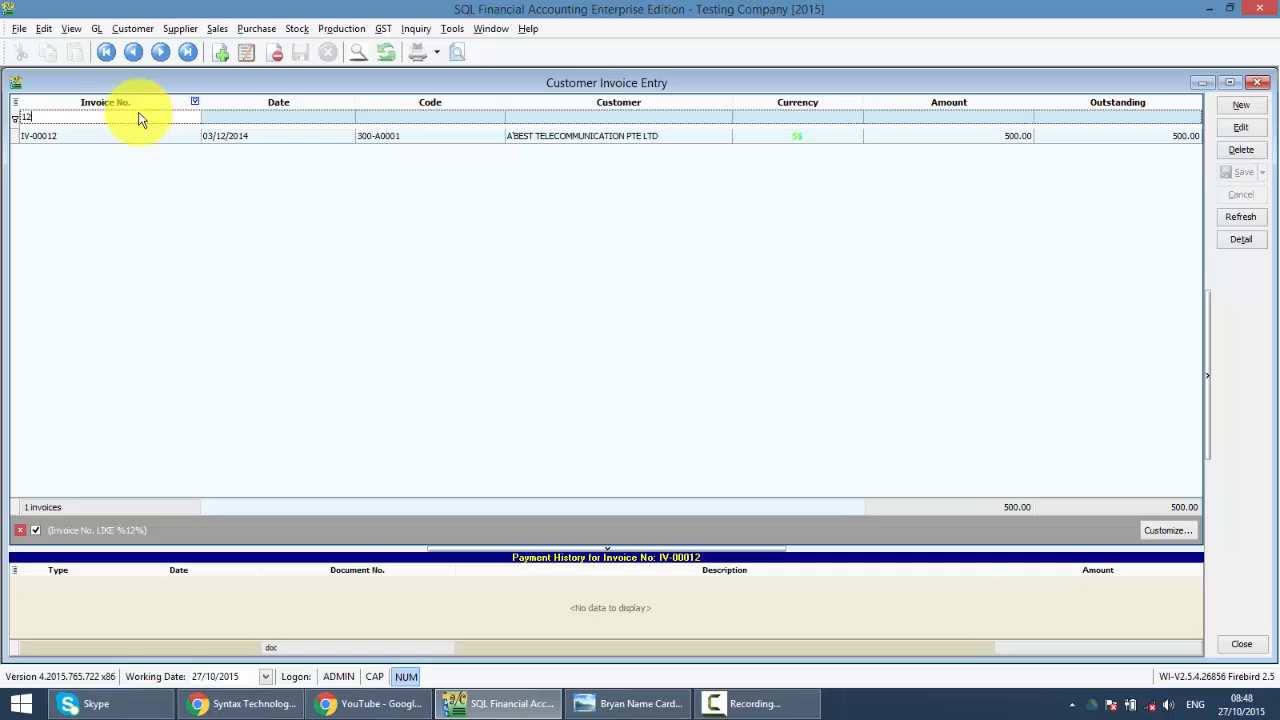 SQL Financial Accounting Enterprise Edition - Testing Company [2015]
File Edit View GL Customer Supplier Sales Purchase Stock Production GST Inquiry Tools Window Help
Customer Invoice Entry
Invoice No. Date Code Customer Currency Amount Outstanding
12
IV-00012 03/12/2014 300-A0001 A'BEST TELECOMMUNICATION PTE LTD S$ 500.00 500.00
New
Edit
Delete
Save
Cancel
Refresh
Detail
1 invoices 500.00 500.00
(Invoice No. LIKE %12%) Customize...
Payment History for Invoice No: IV-00012
Type Date Document No. Description Amount
<No data to display>
doc
Close
Version 4.2015.765.722 x86 Working Date: 27/10/2015 Logon: ADMIN CAP NUM WI-V2.5.4.26856 Firebird 2.5
Skype Syntax Technolog... YouTube - Googl... SQL Financial Acc... Bryan Name Card... Recording... ENG 08:48
27/10/2015